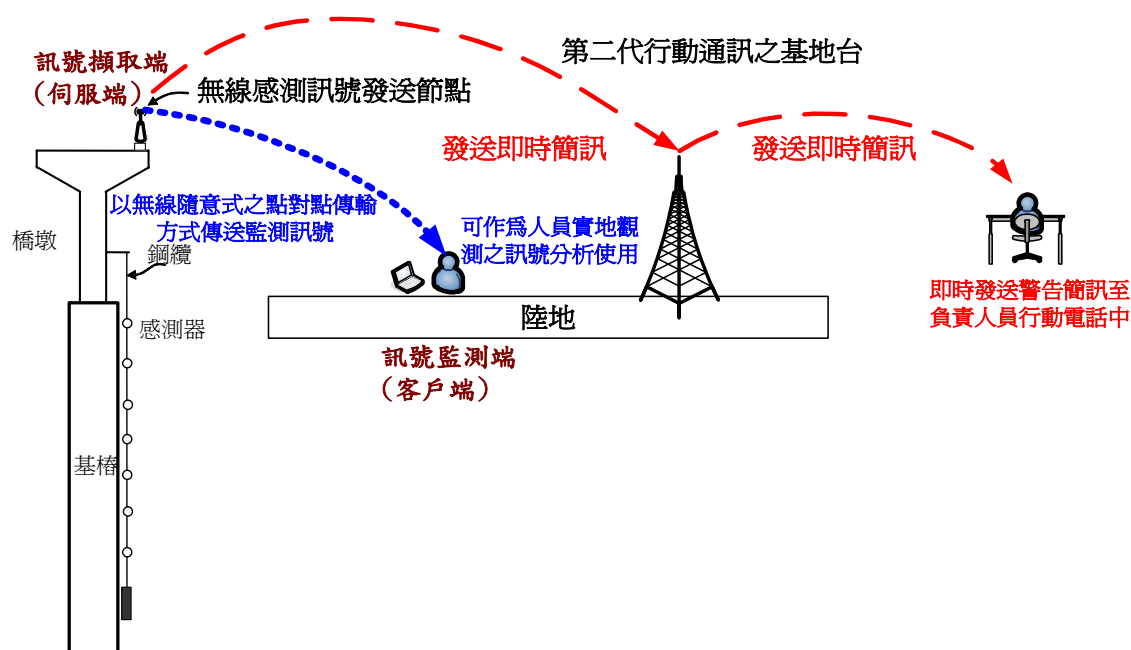 訊號擷取端
（伺服端）
無線感測訊號發送節點
第二代行動通訊之基地台
發送即時簡訊
發送即時簡訊
以無線隨意式之點對點傳輸
方式傳送監測訊號
可作為人員實地觀
測之訊號分析使用
橋墩
鋼纜
感測器
基樁
陸地
訊號監測端
（客戶端）
即時發送警告簡訊至
負責人員行動電話中